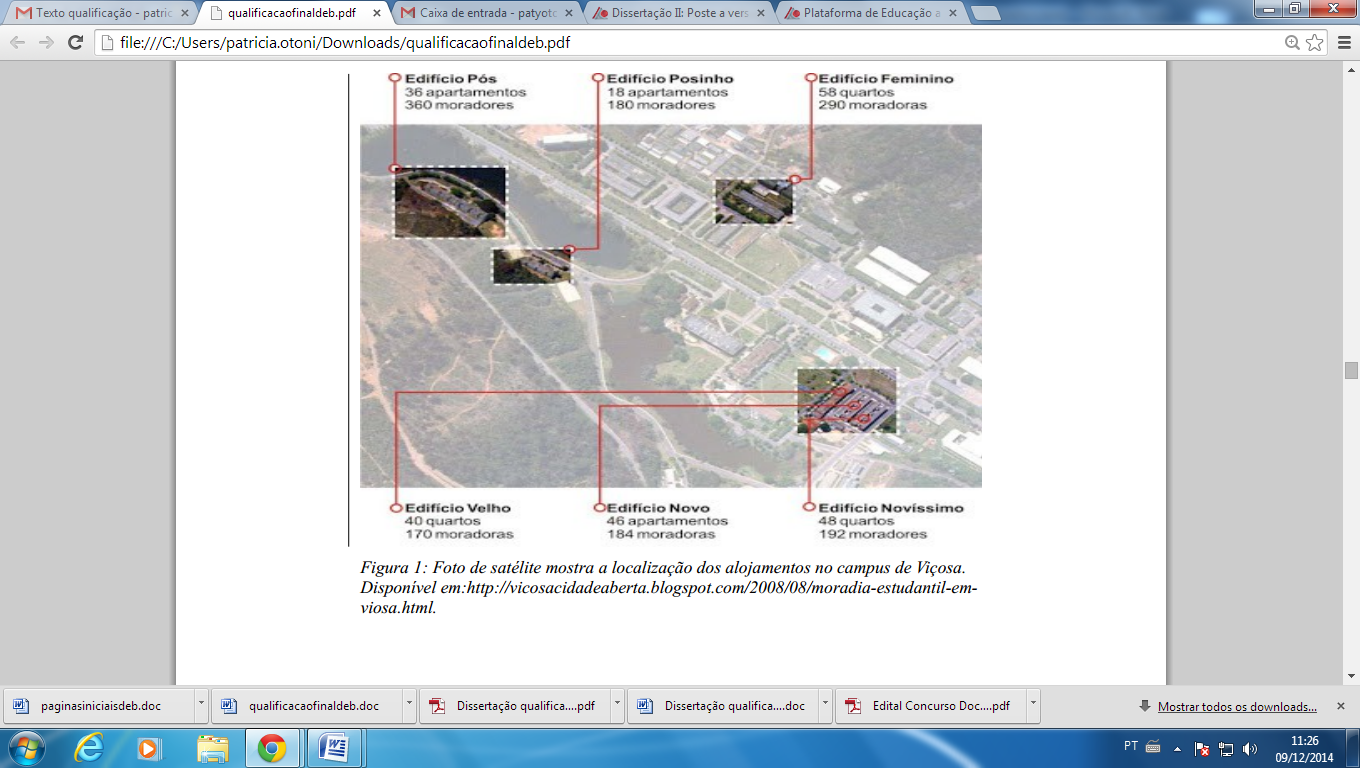 Texto qualificação - patric
qualificacaofinaldeb.pdf
Caixa de entrada - patyoto
Dissertação II: Poste a vers
Plataforma de Educação a
file:///C:/Users/patricia.otoni/Downloads/qualificacaofinaldeb.pdf
Edifício Pós
36 apartamentos
360 moradores
Edifício Posinho
18 apartamentos
180 moradores
Edifício Feminino
58 quartos
290 moradoras
Edifício Velho
40 quartos
170 moradoras
Edifício Novo
46 apartamentos
184 moradoras
Edifício Novíssimo
48 quartos
192 moradores
Figura 1: Foto de satélite mostra a localização dos alojamentos no campus de Viçosa.
Disponível em:http://vicosacidadeaberta.blogspot.com/2008/08/moradia-estudantil-em-
viosa.html.
paginasiniciaisdeb.doc
qualificacaofinaldeb.doc
Dissertação qualifica....pdf
Dissertação qualifica....doc
Edital Concurso Doc....pdf
Mostrar todos os downloads...
PT
11:26
09/12/2014